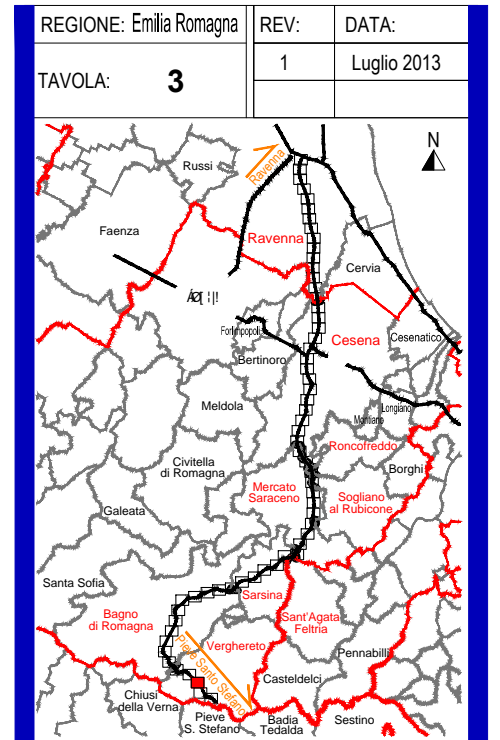 REGIONE: Emilia Romagna
REV:
DATA:
TAVOLA:
3
1
Luglio 2013
N
Russi
Ravenna
Faenza
Ravenna
Cervia
Forlimpopoli
Cesena
Cesenatico
Bertinoro
Meldola
Longiano
Montiano
Roncofreddo
Civitella
di Romagna
Borghi
Mercato
Saraceno
Sogliano
al Rubicone
Galeata
Santa Sofia
Sarsina
Bagno
di Romagna
Sant'Agata
Feltria
Verghereto
Pieve Santo Stefano
Pennabilli
Casteldelci
Chiusi
della Verna
Pieve
S. Stefano
Badia
Tedalda
Sestino